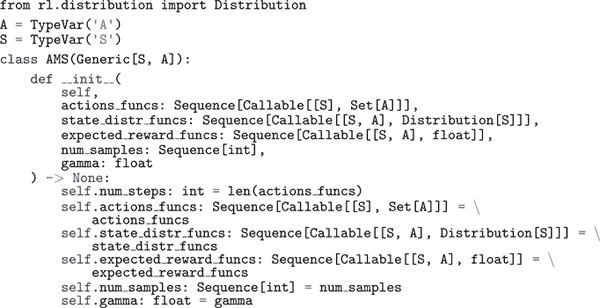 from rl.distribution import Distribution
A = TypeVar('A')
S = TypeVar('S')
class AMS(Generic[S, A]):
    def __init__(
        self,
        actions_funcs: Sequence[Callable[[S], Set[A]]],
        state_distr_funcs: Sequence[Callable[[S, A], Distribution[S]]],
        expected_reward_funcs: Sequence[Callable[[S, A], float]],
        num_samples: Sequence[int],
        gamma: float
    ) -> None:
        self.num_steps: int = len(actions_funcs)
        self.actions_funcs: Sequence[Callable[[S], Set[A]]] = \
            actions_funcs
        self.state_distr_funcs: Sequence[Callable[[S, A], Distribution[S]]] = \
            state_distr_funcs
        self.expected_reward_funcs: Sequence[Callable[[S, A], float]] = \
            expected_reward_funcs
        self.num_samples: Sequence[int] = num_samples
        self.gamma: float = gamma